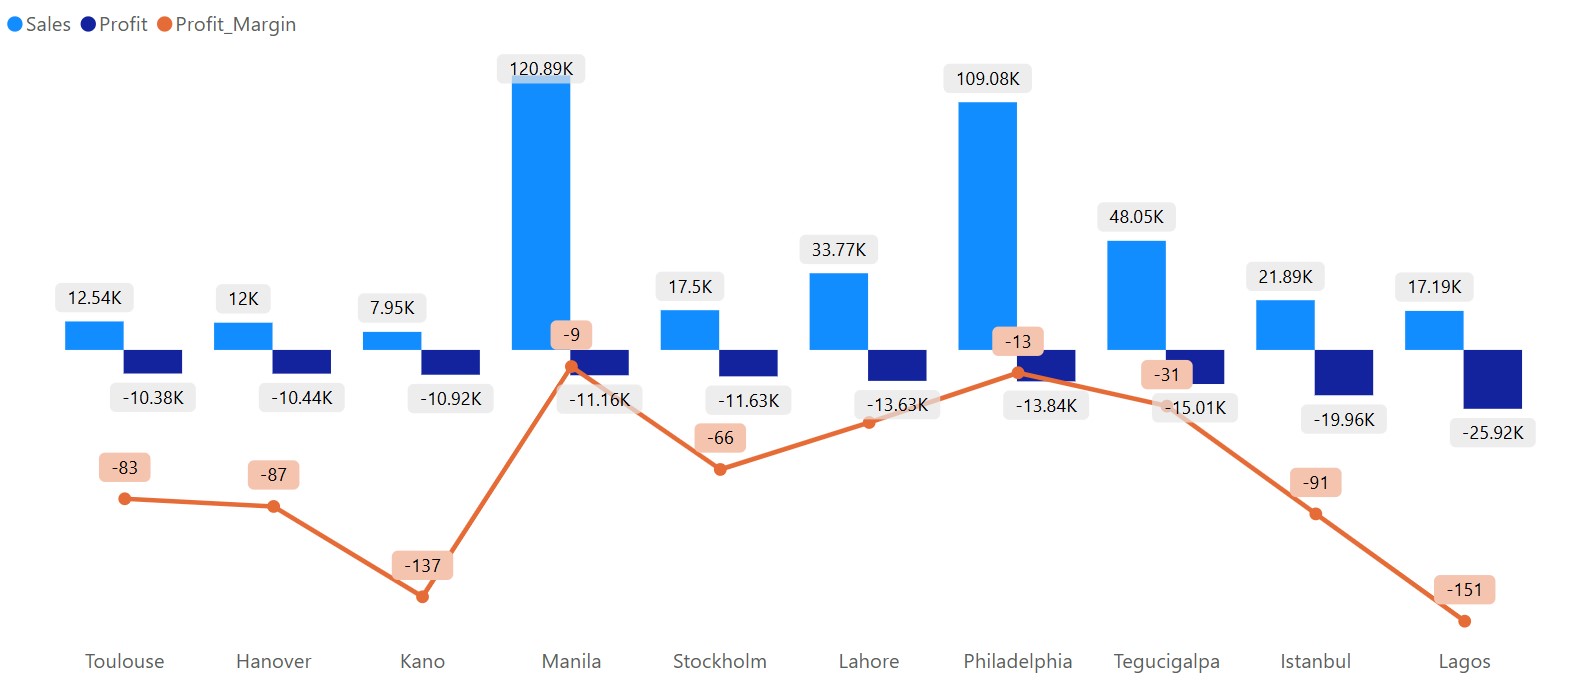 Sales Profit Profit_Margin
120.89K
109.08K
48.05K
33.77K
21.89K
17.5K
17.19K
12.54K
12K
7.95K
-9
-13
-31
-10.38K
-10.44K
-10.92K
-11.16K
-11.63K
-13.63K
-13.84K
-15.01K
-19.96K
-25.92K
-66
-83
-87
-91
-137
-151
Toulouse Hanover Kano Manila Stockholm Lahore Philadelphia Tegucigalpa Istanbul Lagos